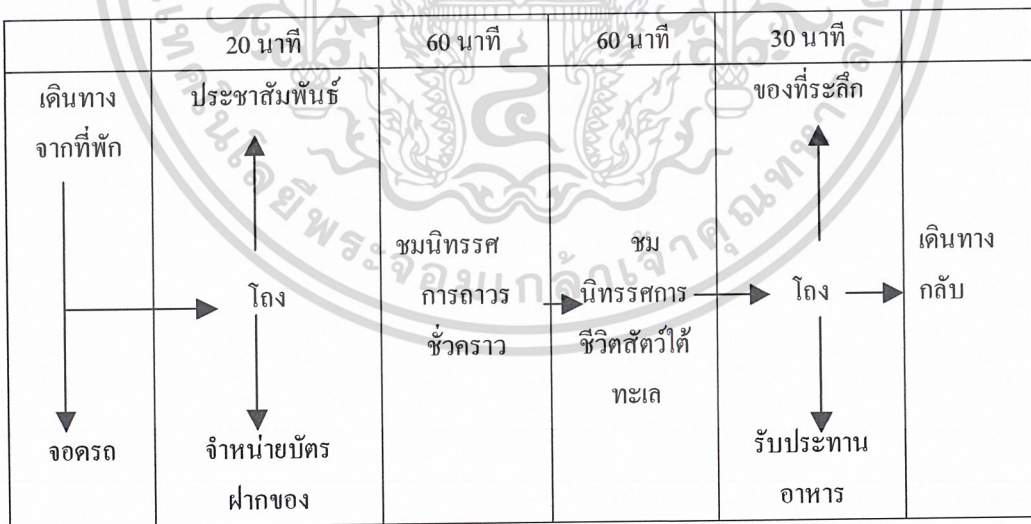 20 นาที
60 นาที
60 นาที
30 นาที
เดินทาง
จากที่พัก
จอดรถ
ประชาสัมพันธ์
โถง
จำหน่ายบัตร
ฝากของ
ชมนิทรรศ
การถาวร
ชั่วคราว
ชม
นิทรรศการ
ชีวิตสัตว์ใต้
ทะเล
ของที่ระลึก
โถง
รับประทาน
อาหาร
เดินทาง
กลับ